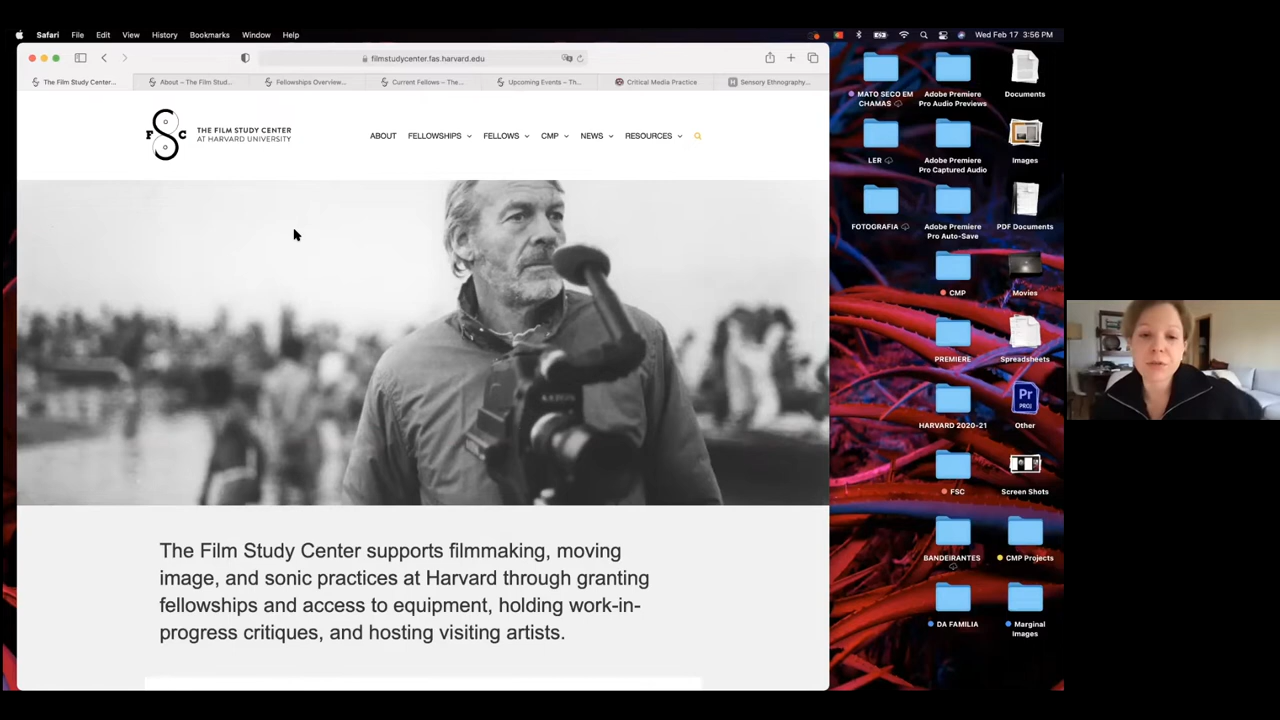 Safari File Edit View History Bookmarks Window Help Wed Feb 17 3:56 PM
filmstudycenter.fas.harvard.edu
The Film Study Center... About – The Film Stud... Fellowships Overview... Current Fellows – The... Upcoming Events – Th... Critical Media Practice Sensory Ethnography...
F S C
THE FILM STUDY CENTER
AT HARVARD UNIVERSITY
ABOUT FELLOWSHIPS FELLOWS CMP NEWS RESOURCES
The Film Study Center supports filmmaking, moving
image, and sonic practices at Harvard through granting
fellowships and access to equipment, holding work-in-
progress critiques, and hosting visiting artists.
MATO SECO EM
CHAMAS
Adobe Premiere
Pro Audio Previews
Documents
LER
Adobe Premiere
Pro Captured Audio
Images
FOTOGRAFIA
Adobe Premiere
Pro Auto-Save
PDF Documents
CMP
Movies
PREMIERE
Spreadsheets
HARVARD 2020-21
Pr
PROJ
Other
FSC
Screen Shots
BANDEIRANTES
CMP Projects
DA FAMILIA
Marginal
images